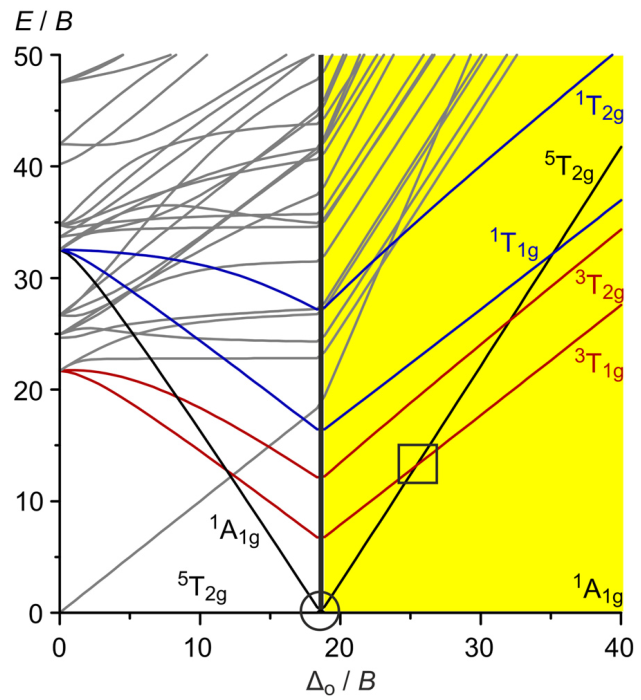 E / B
50
40
30
20
10
0
¹T₂g
⁵T₂g
¹T₁g
³T₂g
³T₁g
¹A₁g
⁵T₂g
¹A₁g
0 10 20 30 40
Δₒ / B